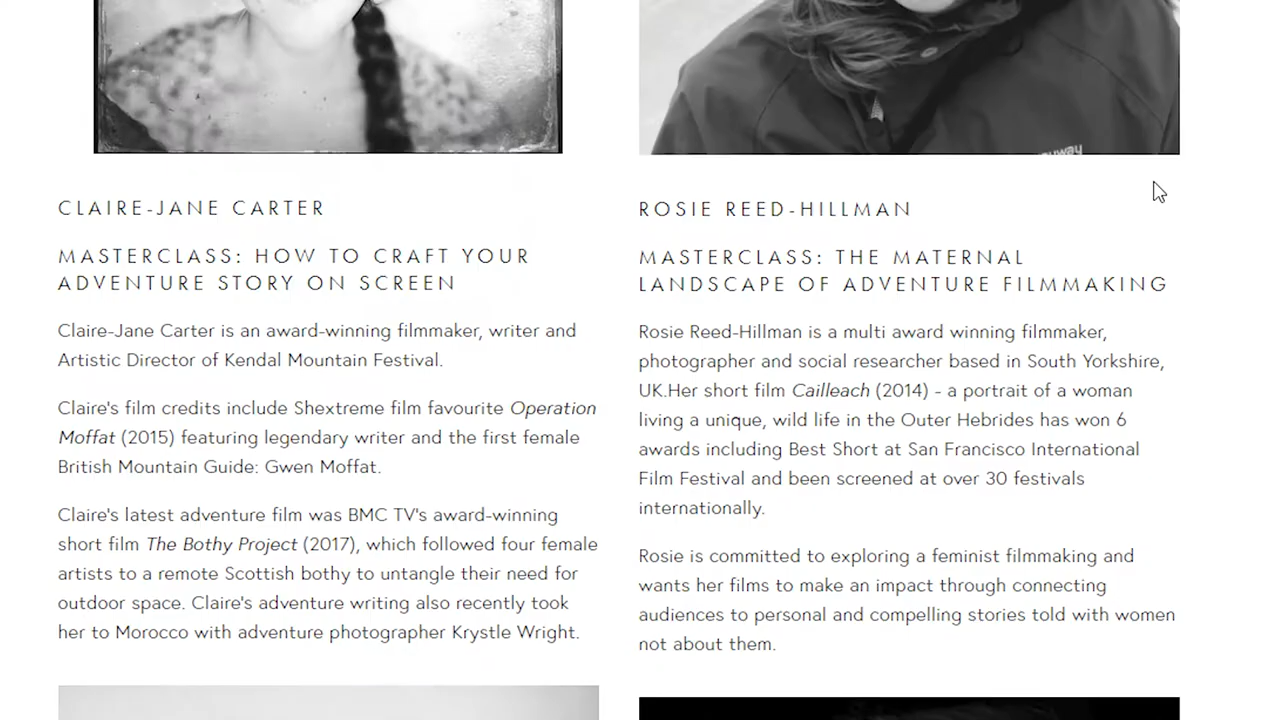 CLAIRE-JANE CARTER
MASTERCLASS: HOW TO CRAFT YOUR
ADVENTURE STORY ON SCREEN
Claire-Jane Carter is an award-winning filmmaker, writer and
Artistic Director of Kendal Mountain Festival.
Claire's film credits include Shextreme film favourite Operation
Moffat (2015) featuring legendary writer and the first female
British Mountain Guide: Gwen Moffat.
Claire's latest adventure film was BMC TV's award-winning
short film The Bothy Project (2017), which followed four female
artists to a remote Scottish bothy to untangle their need for
outdoor space. Claire's adventure writing also recently took
her to Morocco with adventure photographer Krystle Wright.
ROSIE REED-HILLMAN
MASTERCLASS: THE MATERNAL
LANDSCAPE OF ADVENTURE FILMMAKING
Rosie Reed-Hillman is a multi award winning filmmaker,
photographer and social researcher based in South Yorkshire,
UK.Her short film Cailleach (2014) - a portrait of a woman
living a unique, wild life in the Outer Hebrides has won 6
awards including Best Short at San Francisco International
Film Festival and been screened at over 30 festivals
internationally.
Rosie is committed to exploring a feminist filmmaking and
wants her films to make an impact through connecting
audiences to personal and compelling stories told with women
not about them.